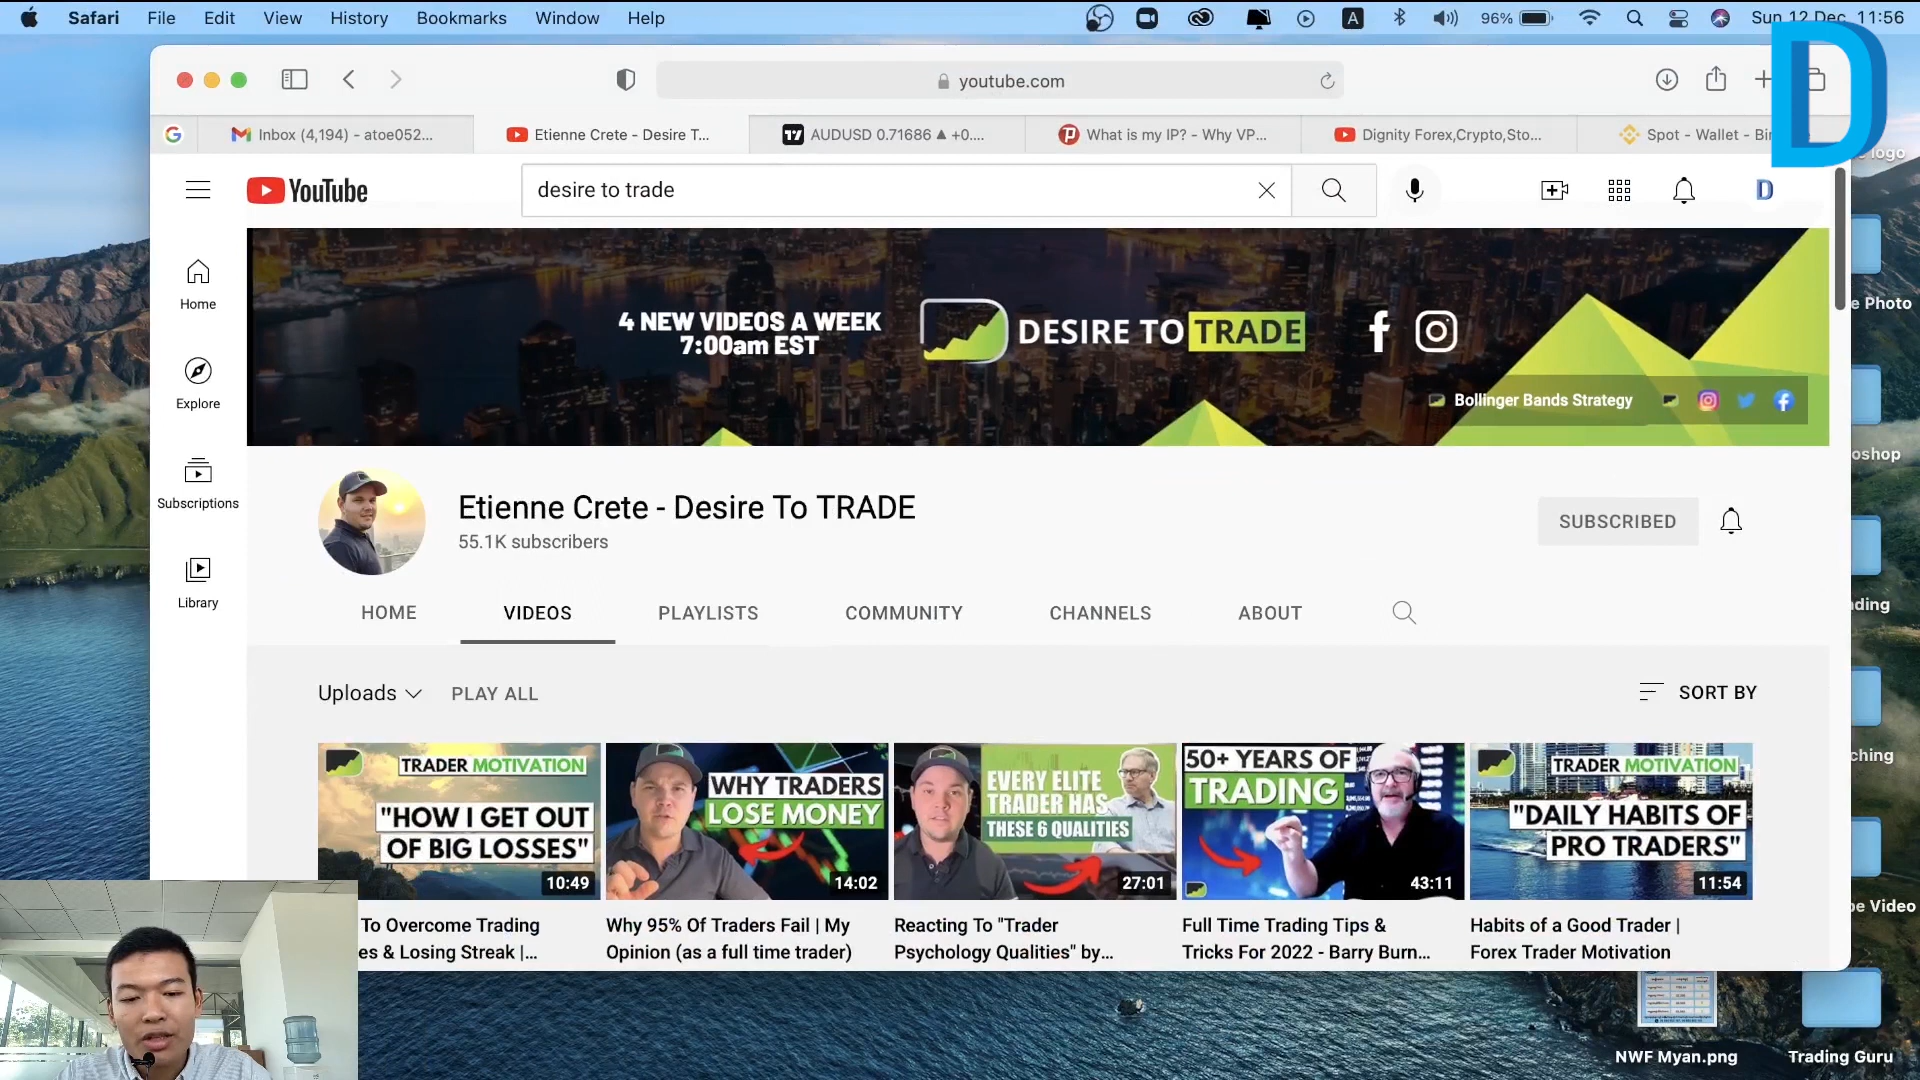 Safari File Edit View History Bookmarks Window Help
A 96% Sun 12 Dec 11:56
youtube.com
Inbox (4,194) - atoe052...
Etienne Crete - Desire T...
AUDUSD 0.71686 ▲ +0....
What is my IP? - Why VP...
Dignity Forex,Crypto,Sto...
Spot - Wallet - Bi
D
YouTube
desire to trade
D
Home
Explore
Subscriptions
Library
4 NEW VIDEOS A WEEK
7:00am EST
DESIRE TO TRADE
Bollinger Bands Strategy
Etienne Crete - Desire To TRADE
55.1K subscribers
SUBSCRIBED
HOME VIDEOS PLAYLISTS COMMUNITY CHANNELS ABOUT
Uploads PLAY ALL
SORT BY
TRADER MOTIVATION
"HOW I GET OUT
OF BIG LOSSES"
10:49
To Overcome Trading
es & Losing Streak |...
WHY TRADERS
LOSE MONEY
14:02
Why 95% Of Traders Fail | My
Opinion (as a full time trader)
EVERY ELITE
TRADER HAS
THESE 6 QUALITIES
27:01
Reacting To "Trader
Psychology Qualities" by...
50+ YEARS OF
TRADING
43:11
Full Time Trading Tips &
Tricks For 2022 - Barry Burn...
TRADER MOTIVATION
"DAILY HABITS OF
PRO TRADERS"
11:54
Habits of a Good Trader |
Forex Trader Motivation
logo
e Photo
oshop
ding
ching
be Video
NWF Myan.png
Trading Guru